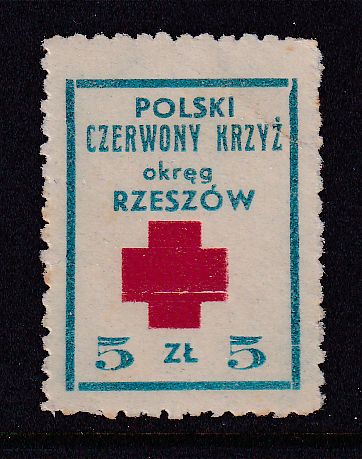 POLSKI
CZERWONY KRZYŻ
okręg
RZESZÓW
5 ZŁ 5